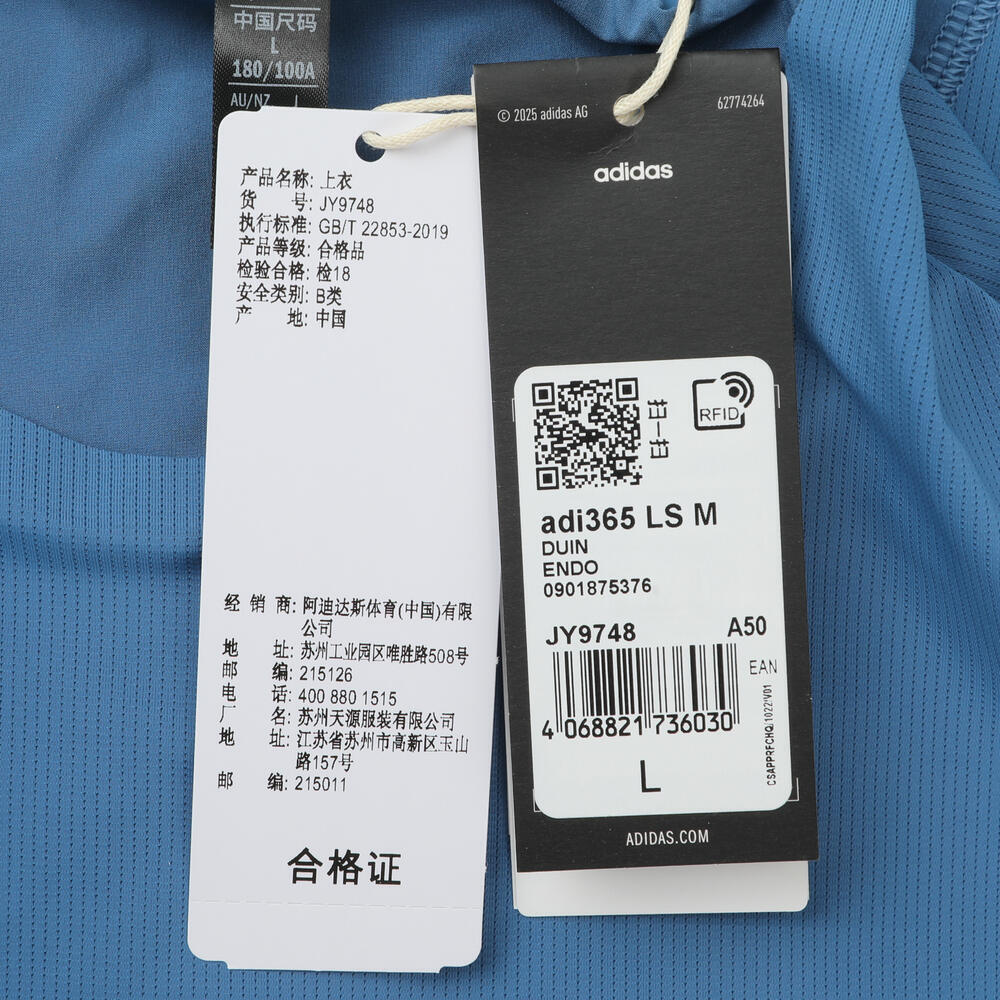 中国尺码
L
180/100A
AU/NZ L
产品名称: 上衣
货 号: JY9748
执行标准: GB/T 22853-2019
产品等级: 合格品
检验合格: 检18
安全类别: B类
产 地: 中国
经 销 商: 阿迪达斯体育(中国)有限
公司
地 址: 苏州工业园区唯胜路508号
邮 编: 215126
电 话: 400 880 1515
厂 名: 苏州天源服装有限公司
地 址: 江苏省苏州市高新区玉山
路157号
邮 编: 215011
合格证
© 2025 adidas AG
62774264
adidas
扫一扫
RFID
adi365 LS M
DUIN
ENDO
0901875376
JY9748 A50
EAN
4 068821 736030
CSAPPRFCHQ/1022/V01
L
ADIDAS.COM